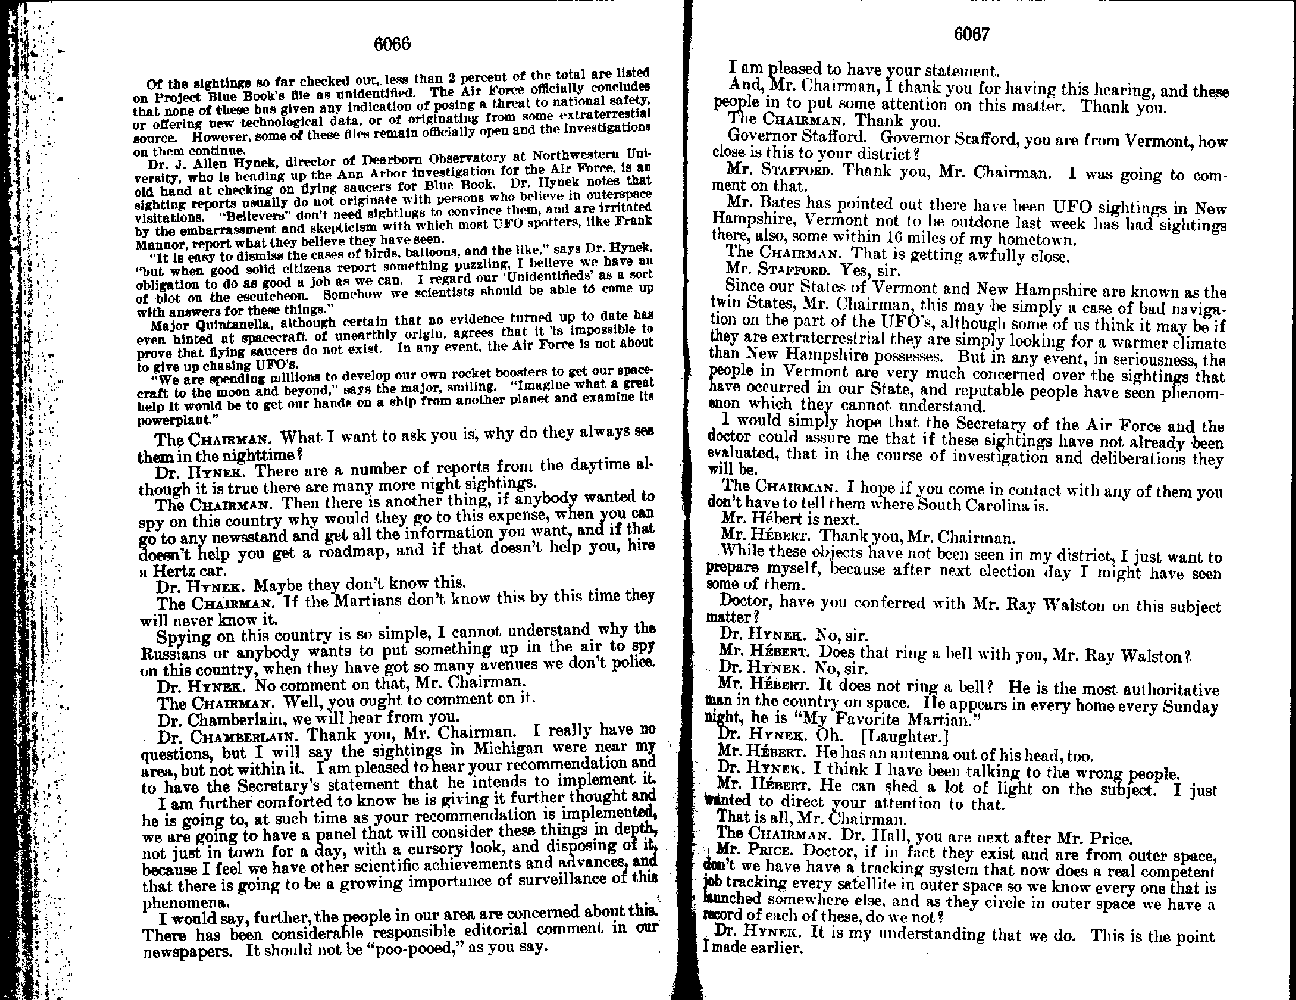 6066
Of the sightings so far checked out, less than 2 percent of the total are listed
on Project Blue Book's file as unidentified. The Air Force officially concludes
that none of these has given any indication of posing a threat to national safety,
or offering new technological data, or of originating from some extraterrestial
source. However, some of these files remain officially open and the investigations
on them continue.
Dr. J. Allen Hynek, director of Dearborn Observatory at Northwestern Uni-
versity, who is heading up the Ann Arbor investigation for the Air Force, is an
old hand at checking on flying saucers for Blue Book. Dr. Hynek notes that
sighting reports usually do not originate with persons who believe in outerspace
visitations. "Believers" don't need sightings to convince them, and are irritated
by the embarrassment and skepticism with which most UFO spotters, like Frank
Mannor, report what they believe they have seen.
"It is easy to dismiss the cases of birds, balloons, and the like," says Dr. Hynek,
"but when good solid citizens report something puzzling, I believe we have an
obligation to do as good a job as we can. I regard our 'Unidentifieds' as a sort
of blot on the escutcheon. Somehow we scientists should be able to come up
with answers for these things."
Major Quintanella, although certain that no evidence turned up to date has
even hinted at spacecraft of unearthly origin, agrees that it is impossible to
prove that flying saucers do not exist. In any event, the Air Force is not about
to give up chasing UFO's.
"We are spending millions to develop our own rocket boosters to get our space-
craft to the moon and beyond," says the major, smiling. "Imagine what a great
help it would be to get our hands on a ship from another planet and examine its
powerplant."
The CHAIRMAN. What I want to ask you is, why do they always see
them in the nighttime?
Dr. HYNEK. There are a number of reports from the daytime al-
though it is true there are many more night sightings.
The CHAIRMAN. Then there is another thing, if anybody wanted to
spy on this country why would they go to this expense, when you can
go to any newsstand and get all the information you want, and if that
doesn't help you get a roadmap, and if that doesn't help you, hire
a Hertz car.
Dr. HYNEK. Maybe they don't know this.
The CHAIRMAN. If the Martians don't know this by this time they
will never know it.
Spying on this country is so simple, I cannot understand why the
Russians or anybody wants to put something up in the air to spy
on this country, when they have got so many avenues we don't police.
Dr. HYNEK. No comment on that, Mr. Chairman.
The CHAIRMAN. Well, you ought to comment on it.
Dr. Chamberlain, we will hear from you.
Dr. CHAMBERLAIN. Thank you, Mr. Chairman. I really have no
questions, but I will say the sightings in Michigan were near my
area, but not within it. I am pleased to hear your recommendation and
to have the Secretary's statement that he intends to implement it.
I am further comforted to know he is giving it further thought and
he is going to, at such time as your recommendation is implemented,
we are going to have a panel that will consider these things in depth,
not just in town for a day, with a cursory look, and disposing of it,
because I feel we have other scientific achievements and advances, and
that there is going to be a growing importance of surveillance of this
phenomena.
I would say, further, the people in our area are concerned about this.
There has been considerable responsible editorial comment in our
newspapers. It should not be "poo-pooed," as you say.
6067
I am pleased to have your statement.
And, Mr. Chairman, I thank you for having this hearing, and these
people in to put some attention on this matter. Thank you.
The CHAIRMAN. Thank you.
Governor Stafford. Governor Stafford, you are from Vermont, how
close is this to your district?
Mr. STAFFORD. Thank you, Mr. Chairman. I was going to com-
ment on that.
Mr. Bates has pointed out there have been UFO sightings in New
Hampshire, Vermont not to be outdone last week has had sightings
there, also, some within 16 miles of my hometown.
The CHAIRMAN. That is getting awfully close.
Mr. STAFFORD. Yes, sir.
Since our States of Vermont and New Hampshire are known as the
twin States, Mr. Chairman, this may be simply a case of bad naviga-
tion on the part of the UFO's, although some of us think it may be if
they are extraterrestrial they are simply looking for a warmer climate
than New Hampshire possesses. But in any event, in seriousness, the
people in Vermont are very much concerned over the sightings that
have occurred in our State, and reputable people have seen phenom-
enon which they cannot understand.
I would simply hope that the Secretary of the Air Force and the
doctor could assure me that if these sightings have not already been
evaluated, that in the course of investigation and deliberations they
will be.
The CHAIRMAN. I hope if you come in contact with any of them you
don't have to tell them where South Carolina is.
Mr. Hébert is next.
Mr. HÉBERT. Thank you, Mr. Chairman.
While these objects have not been seen in my district, I just want to
prepare myself, because after next election day I might have seen
some of them.
Doctor, have you conferred with Mr. Ray Walston on this subject
matter?
Dr. HYNEK. No, sir.
Mr. HÉBERT. Does that ring a bell with you, Mr. Ray Walston?
Dr. HYNEK. No, sir.
Mr. HÉBERT. It does not ring a bell? He is the most authoritative
man in the country on space. He appears in every home every Sunday
night, he is "My Favorite Martian."
Dr. HYNEK. Oh. [Laughter.]
Mr. HÉBERT. He has an antenna out of his head, too.
Dr. HYNEK. I think I have been talking to the wrong people.
Mr. HÉBERT. He can shed a lot of light on the subject. I just
wanted to direct your attention to that.
That is all, Mr. Chairman.
The CHAIRMAN. Dr. Hall, you are next after Mr. Price.
Mr. PRICE. Doctor, if in fact they exist and are from outer space,
don't we have have a tracking system that now does a real competent
job tracking every satellite in outer space so we know every one that is
launched somewhere else, and as they circle in outer space we have a
record of each of these, do we not?
Dr. HYNEK. It is my understanding that we do. This is the point
I made earlier.